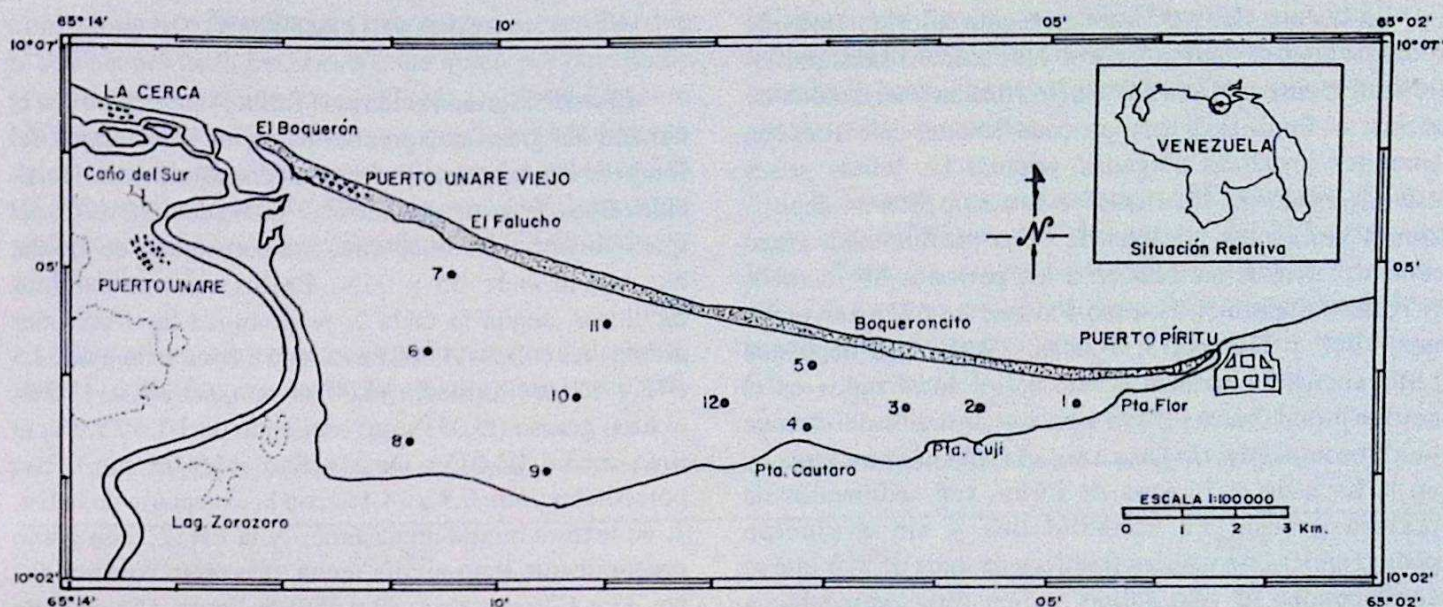 65°14' 10' 05' 65°02'
10°07' 10°07'
LA CERCA
El Boquerón
VENEZUELA
Caño del Sur
PUERTO UNARE VIEJO
El Falucho
N
Situación Relativa
05' 05'
7
PUERTO UNARE
11
Boqueroncito
PUERTO PÍRITU
6
5
10
12
3
2
1
Pta. Flor
8
4
Pta. Cuji
9
Pta. Cautaro
ESCALA 1:100000
0 1 2 3 Km.
Lag. Zorozoro
10°02' 10°02'
65°14' 10' 05' 65°02'